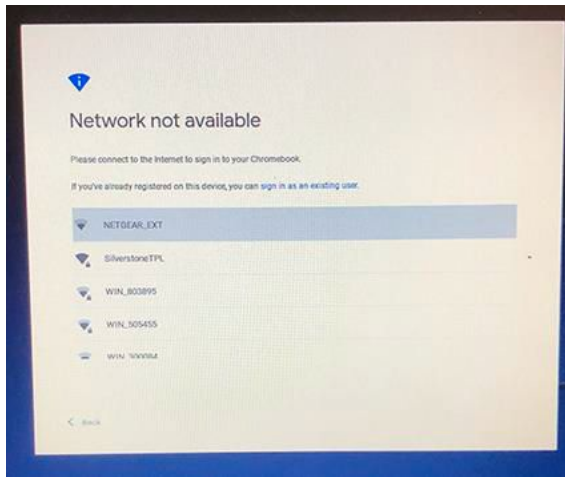 Network not available
Please connect to the Internet to sign in to your Chromebook.
If you've already registered on this device, you can sign in as an existing user.
NETGEAR_EXT
SilverstoneTPL
WIN_803895
WIN_505455
< Back